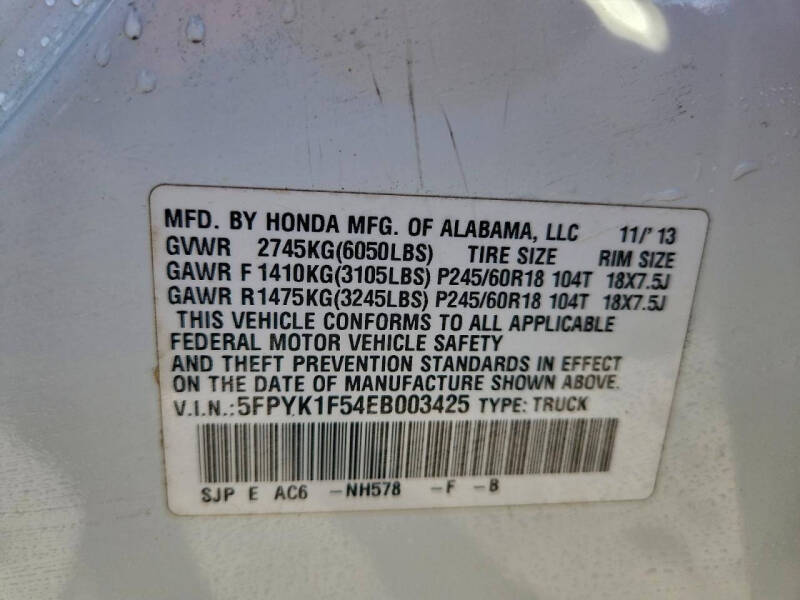 MFD. BY HONDA MFG. OF ALABAMA, LLC 11/'13
GVWR 2745KG(6050LBS) TIRE SIZE RIM SIZE
GAWR F 1410KG(3105LBS) P245/60R18 104T 18X7.5J
GAWR R1475KG(3245LBS) P245/60R18 104T 18X7.5J
THIS VEHICLE CONFORMS TO ALL APPLICABLE
FEDERAL MOTOR VEHICLE SAFETY
AND THEFT PREVENTION STANDARDS IN EFFECT
ON THE DATE OF MANUFACTURE SHOWN ABOVE.
V.I.N.:5FPYK1F54EB003425 TYPE: TRUCK
SJP E AC6 -NH578 -F -B